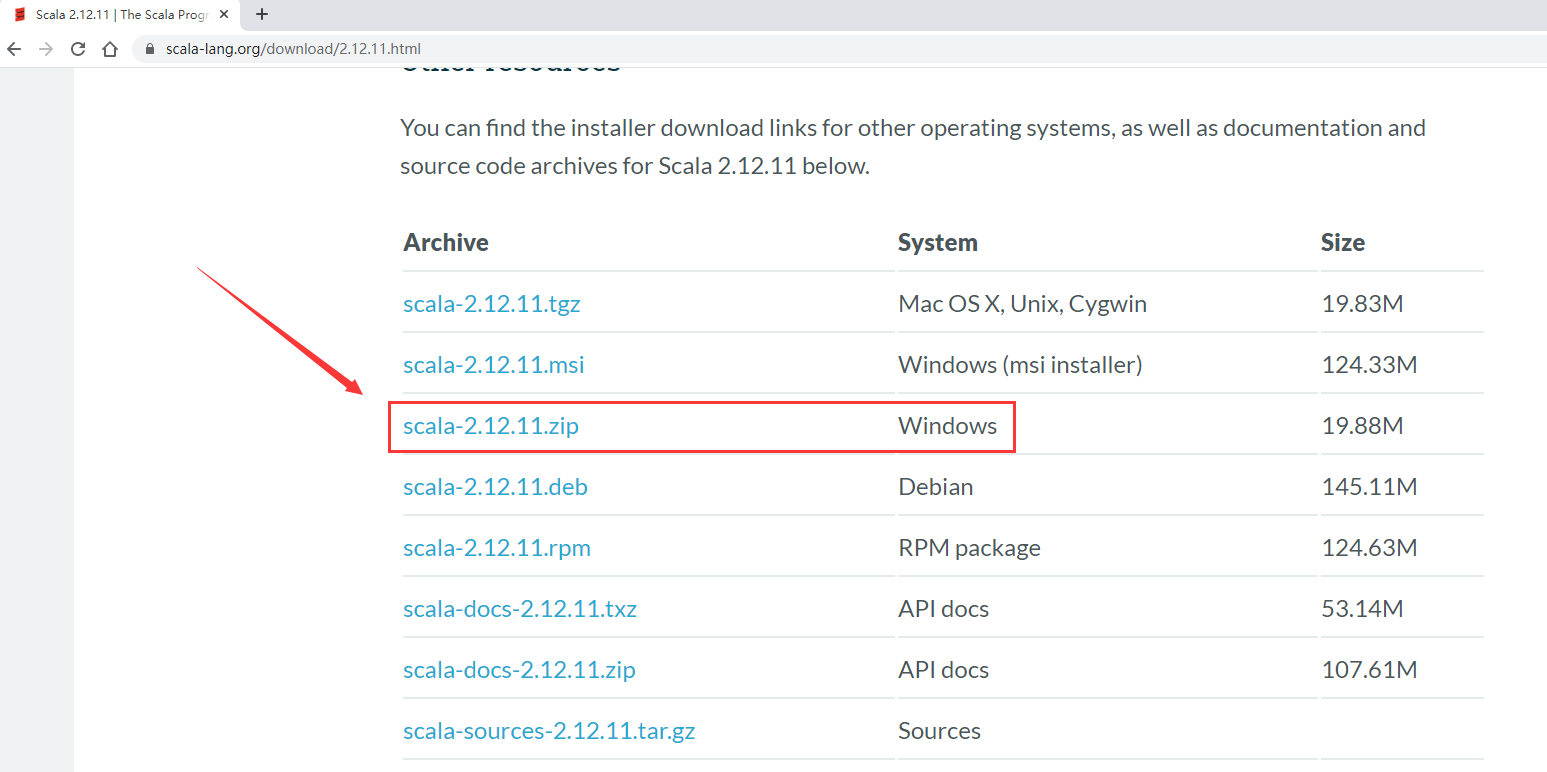 Scala 2.12.11 | The Scala Progr
scala-lang.org/download/2.12.11.html
Other resources
You can find the installer download links for other operating systems, as well as documentation and
source code archives for Scala 2.12.11 below.
Archive System Size
scala-2.12.11.tgz Mac OS X, Unix, Cygwin 19.83M
scala-2.12.11.msi Windows (msi installer) 124.33M
scala-2.12.11.zip Windows 19.88M
scala-2.12.11.deb Debian 145.11M
scala-2.12.11.rpm RPM package 124.63M
scala-docs-2.12.11.txz API docs 53.14M
scala-docs-2.12.11.zip API docs 107.61M
scala-sources-2.12.11.tar.gz Sources